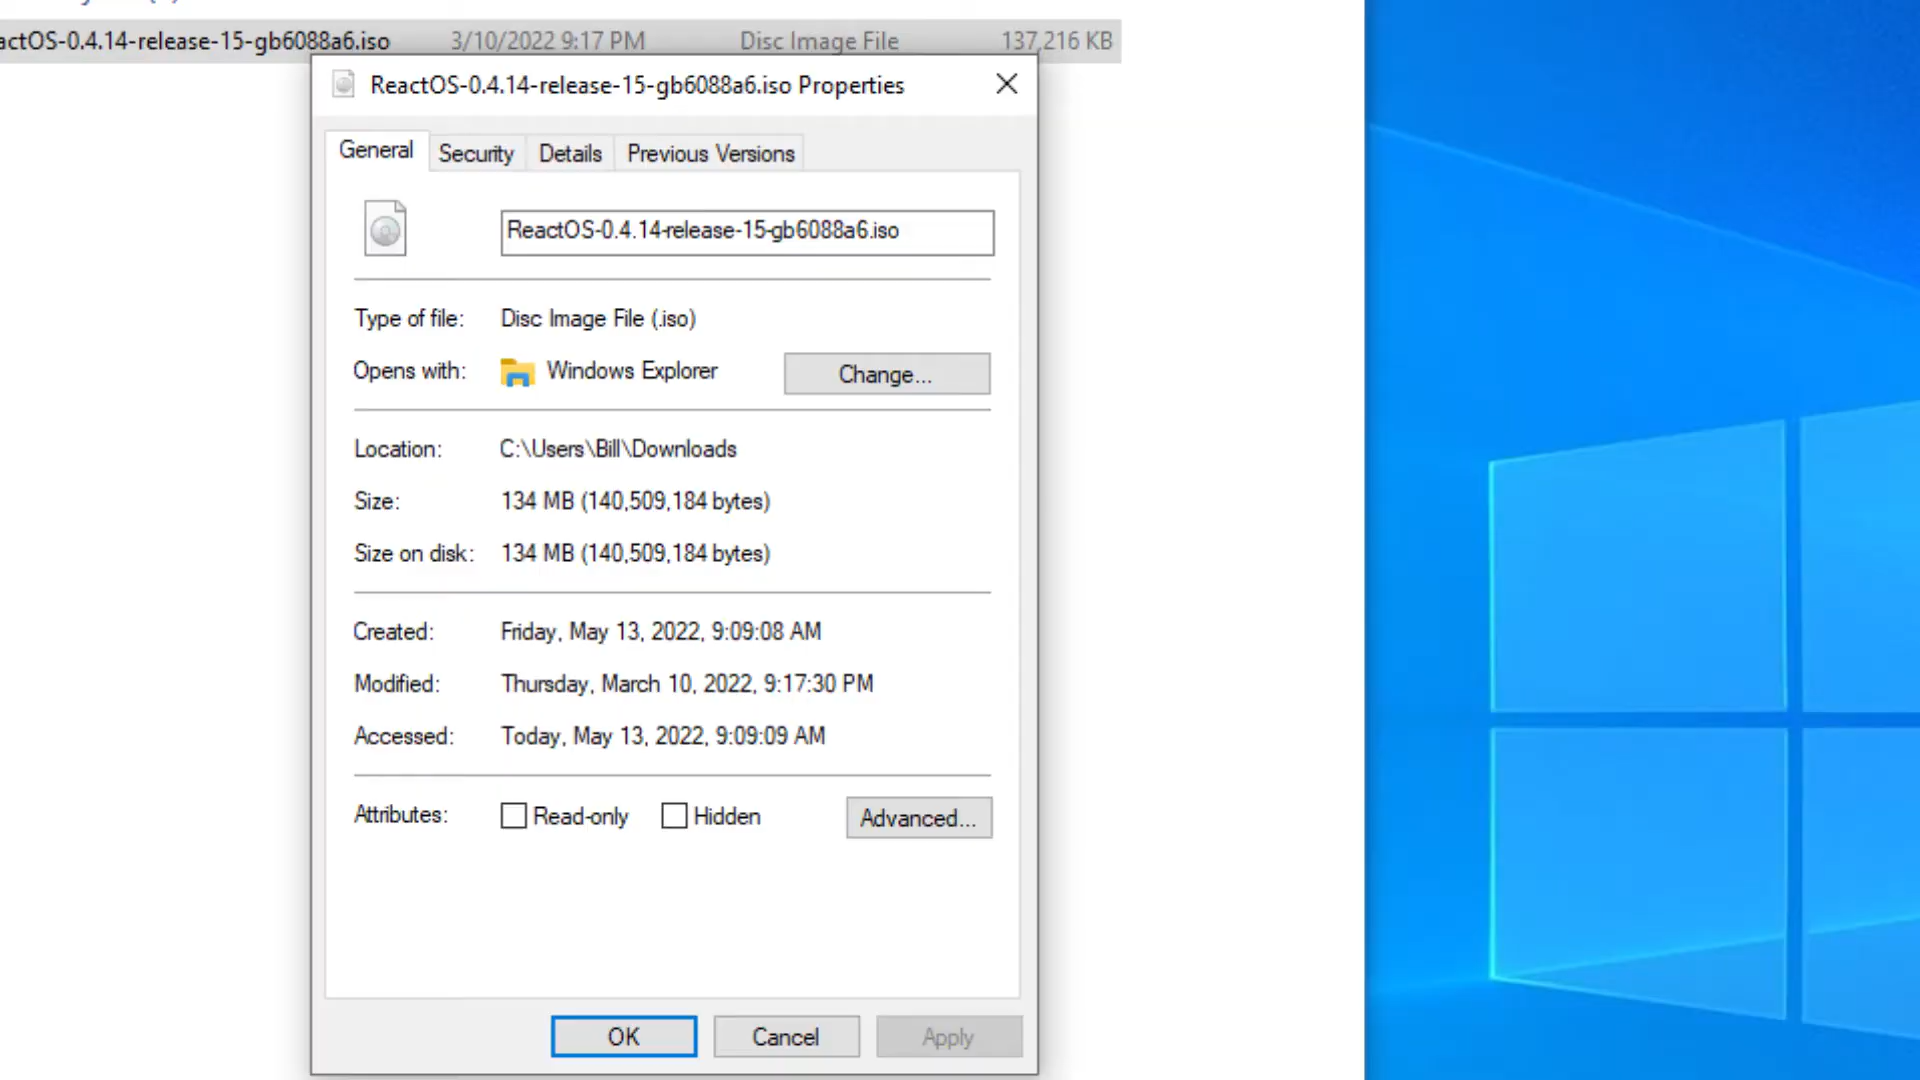 actOS-0.4.14-release-15-gb6088a6.iso 3/10/2022 9:17 PM Disc Image File 137,216 KB
ReactOS-0.4.14-release-15-gb6088a6.iso Properties
General Security Details Previous Versions
ReactOS-0.4.14-release-15-gb6088a6.iso
Type of file: Disc Image File (.iso)
Opens with: Windows Explorer Change...
Location: C:\Users\Bill\Downloads
Size: 134 MB (140,509,184 bytes)
Size on disk: 134 MB (140,509,184 bytes)
Created: Friday, May 13, 2022, 9:09:08 AM
Modified: Thursday, March 10, 2022, 9:17:30 PM
Accessed: Today, May 13, 2022, 9:09:09 AM
Attributes: Read-only Hidden Advanced...
OK Cancel Apply